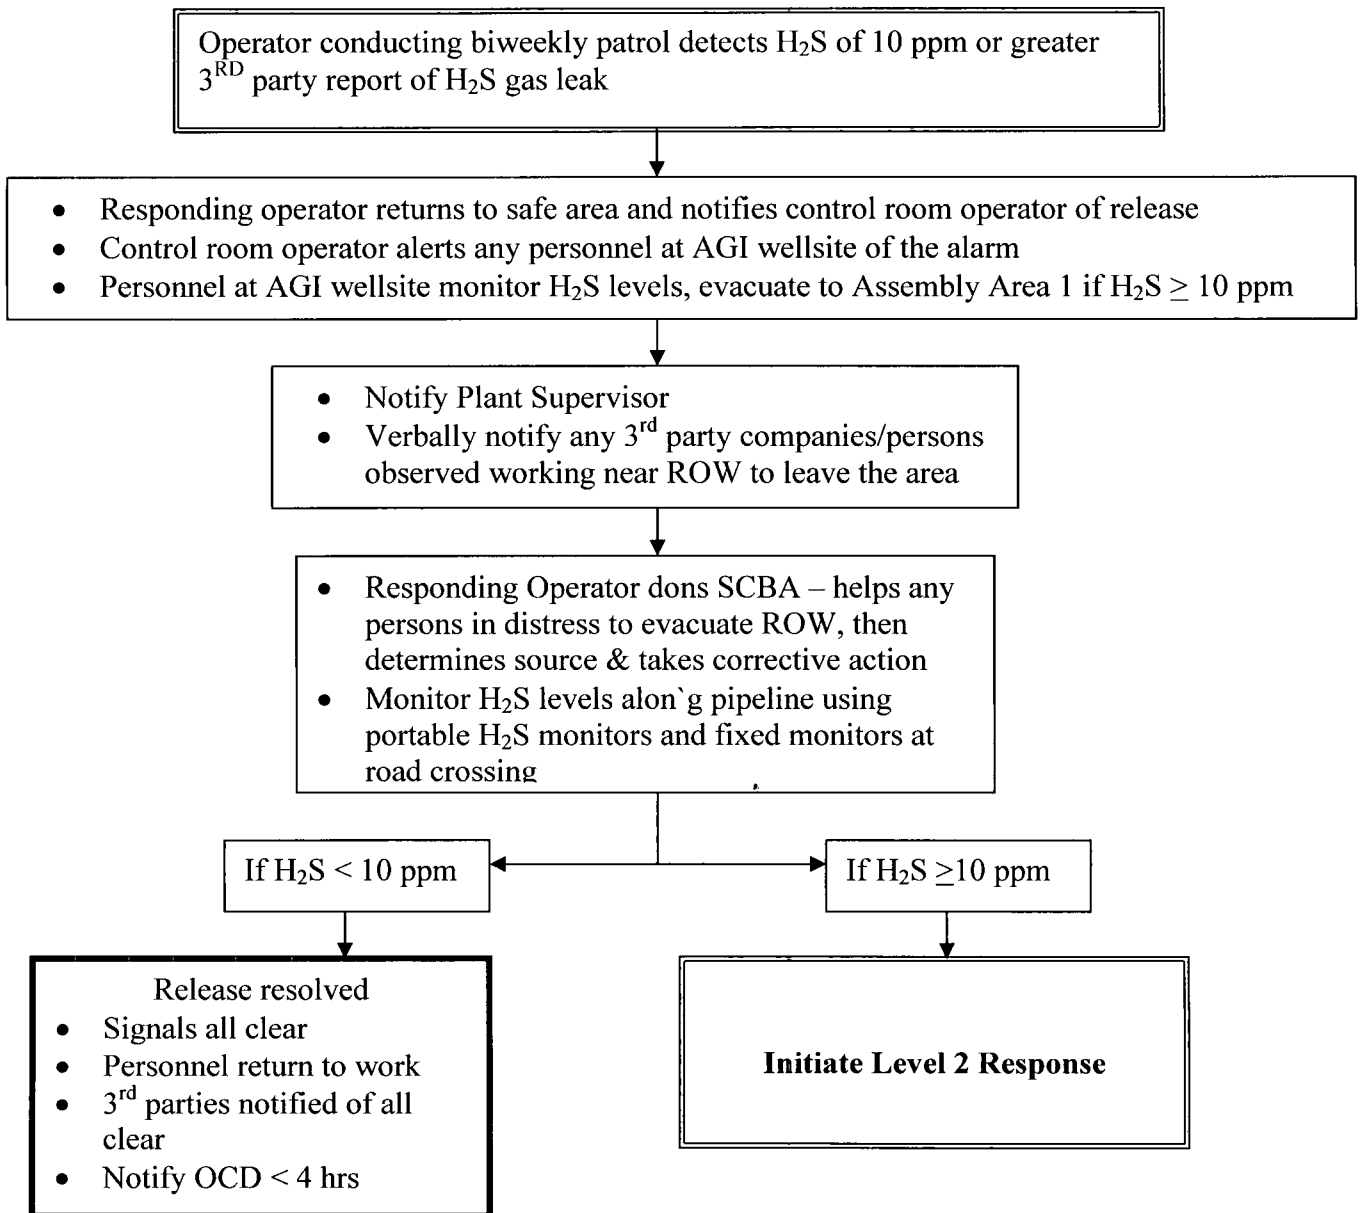 Operator conducting biweekly patrol detects H₂S of 10 ppm or greater
3ᴿᴰ party report of H₂S gas leak
• Responding operator returns to safe area and notifies control room operator of release
• Control room operator alerts any personnel at AGI wellsite of the alarm
• Personnel at AGI wellsite monitor H₂S levels, evacuate to Assembly Area 1 if H₂S ≥ 10 ppm
• Notify Plant Supervisor
• Verbally notify any 3ʳᵈ party companies/persons
observed working near ROW to leave the area
• Responding Operator dons SCBA – helps any
persons in distress to evacuate ROW, then
determines source & takes corrective action
• Monitor H₂S levels alon`g pipeline using
portable H₂S monitors and fixed monitors at
road crossing
If H₂S < 10 ppm
If H₂S ≥10 ppm
Release resolved
• Signals all clear
• Personnel return to work
• 3ʳᵈ parties notified of all
clear
• Notify OCD < 4 hrs
Initiate Level 2 Response